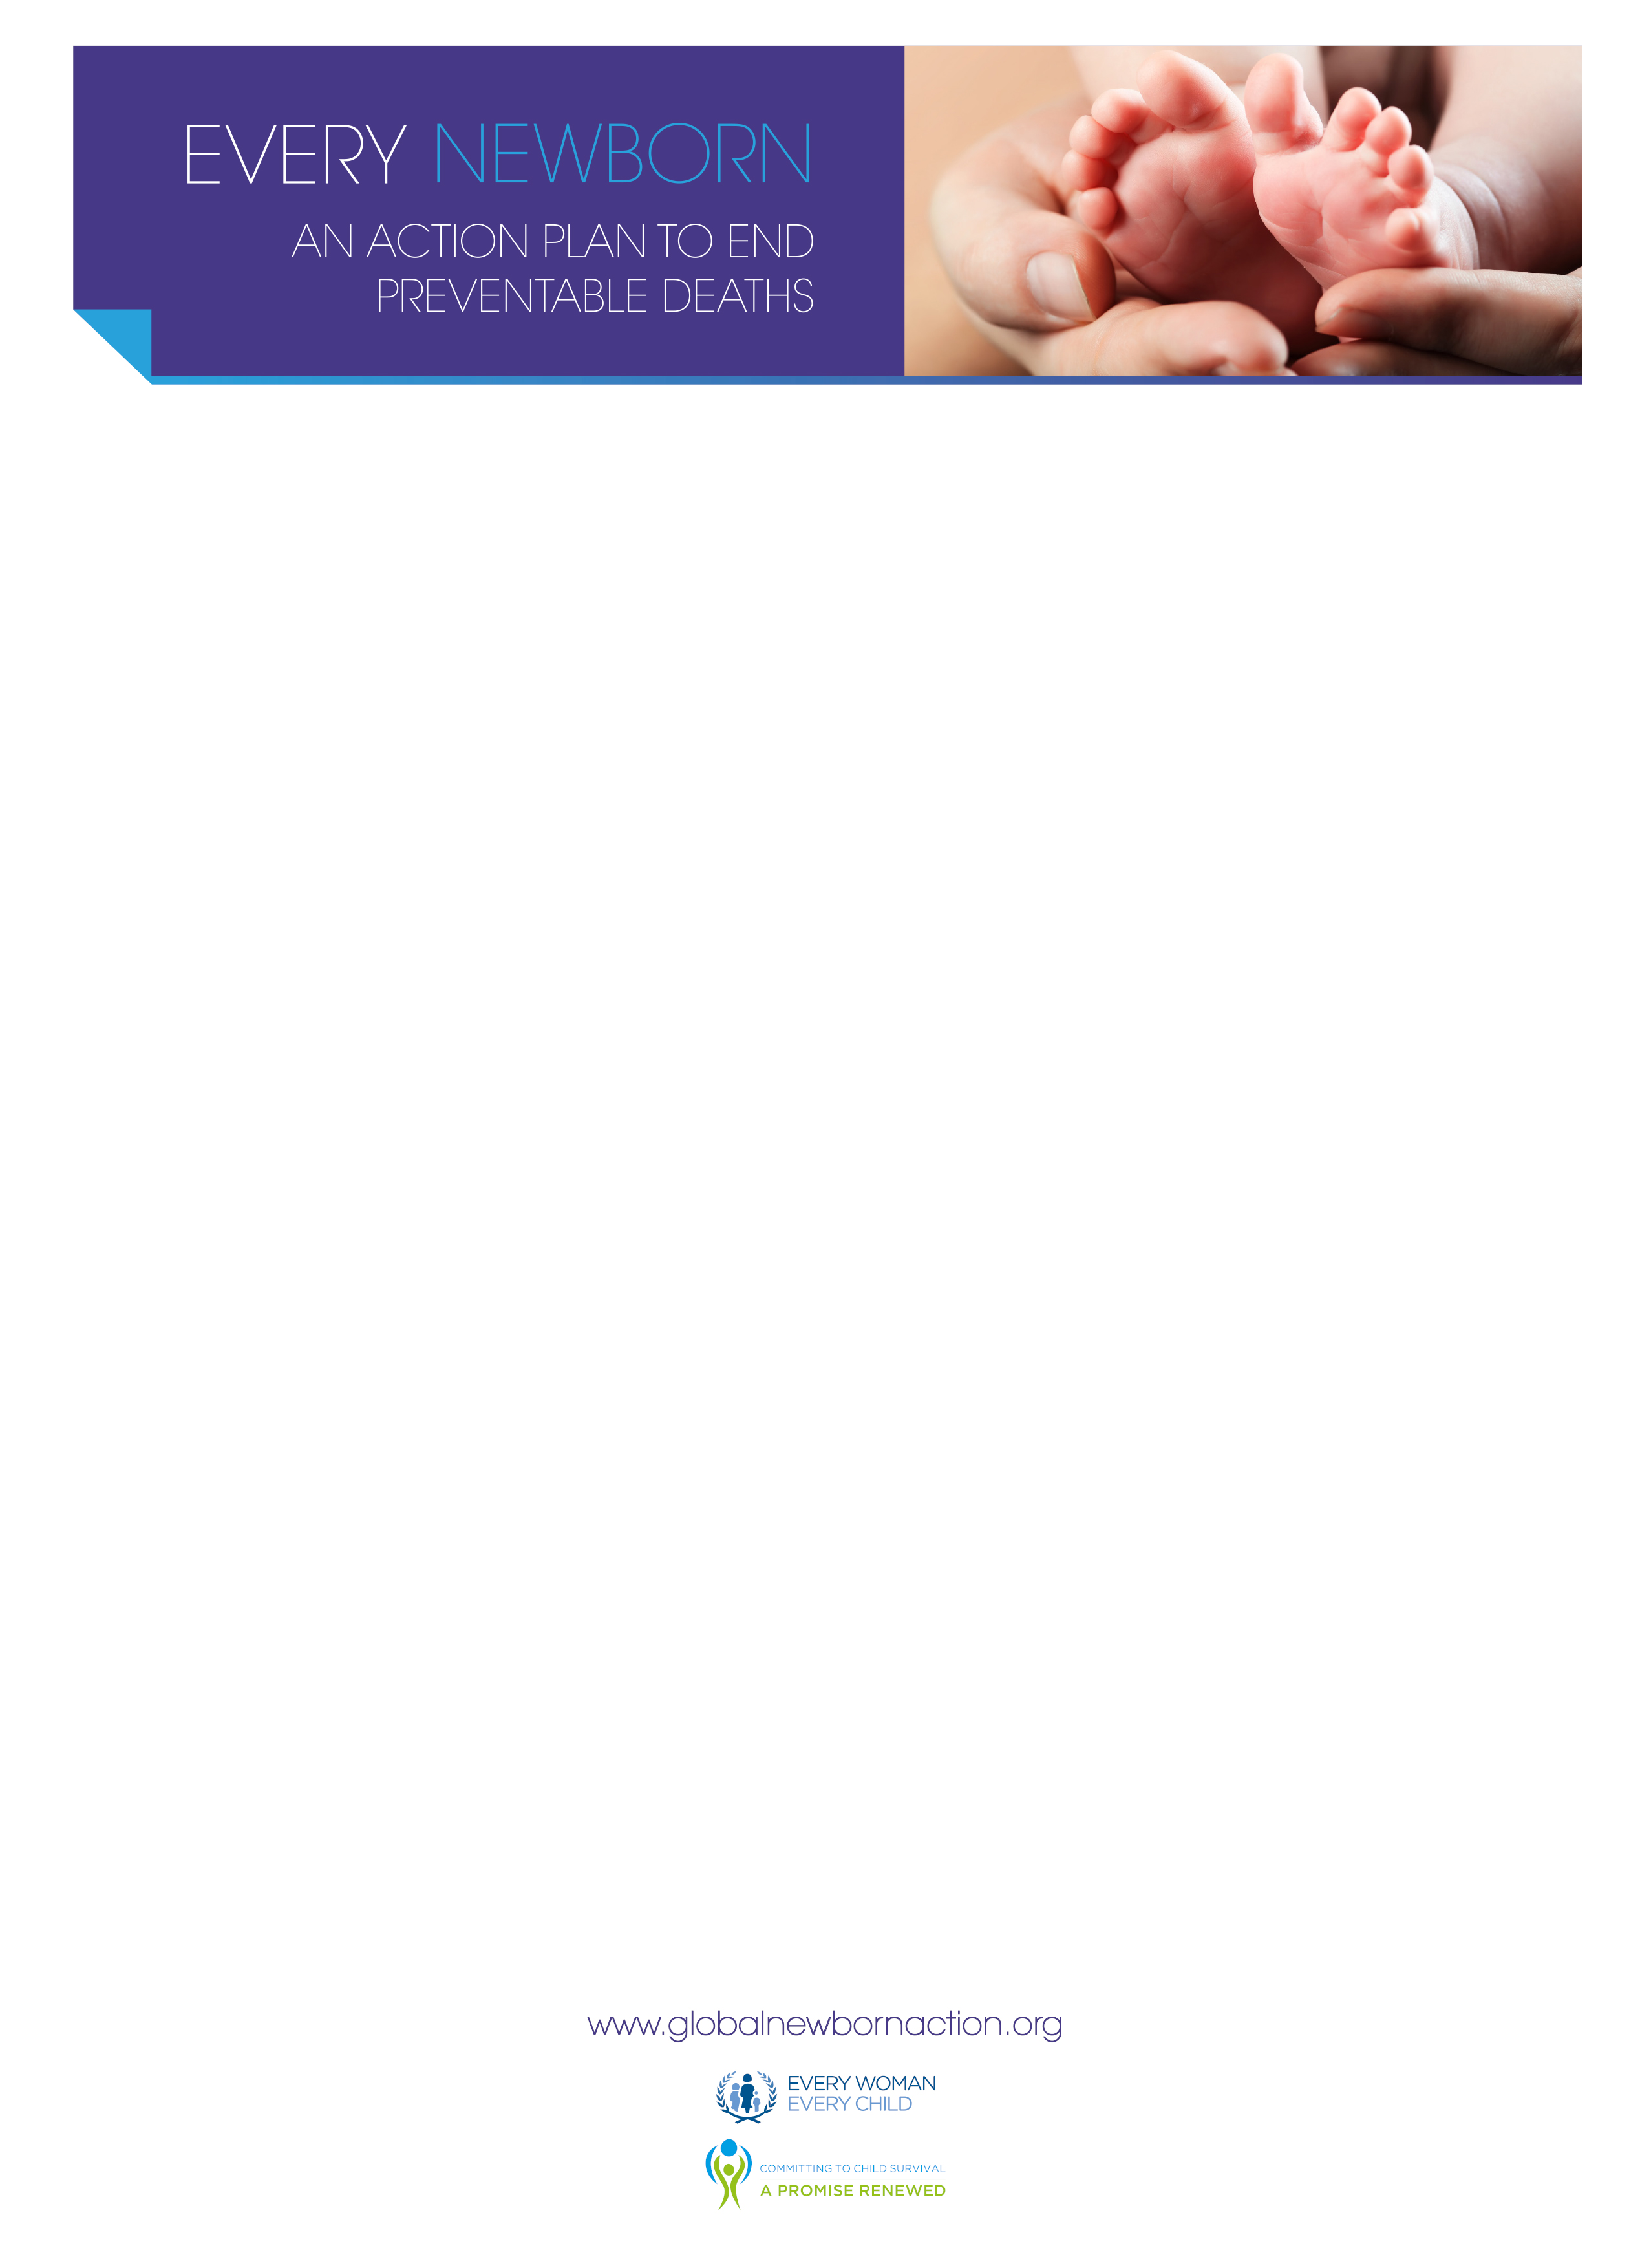 EVERY NEWBORN
AN ACTION PLAN TO END
PREVENTABLE DEATHS
www.globalnewbornaction.org
EVERY WOMAN
EVERY CHILD
COMMITTING TO CHILD SURVIVAL
A PROMISE RENEWED